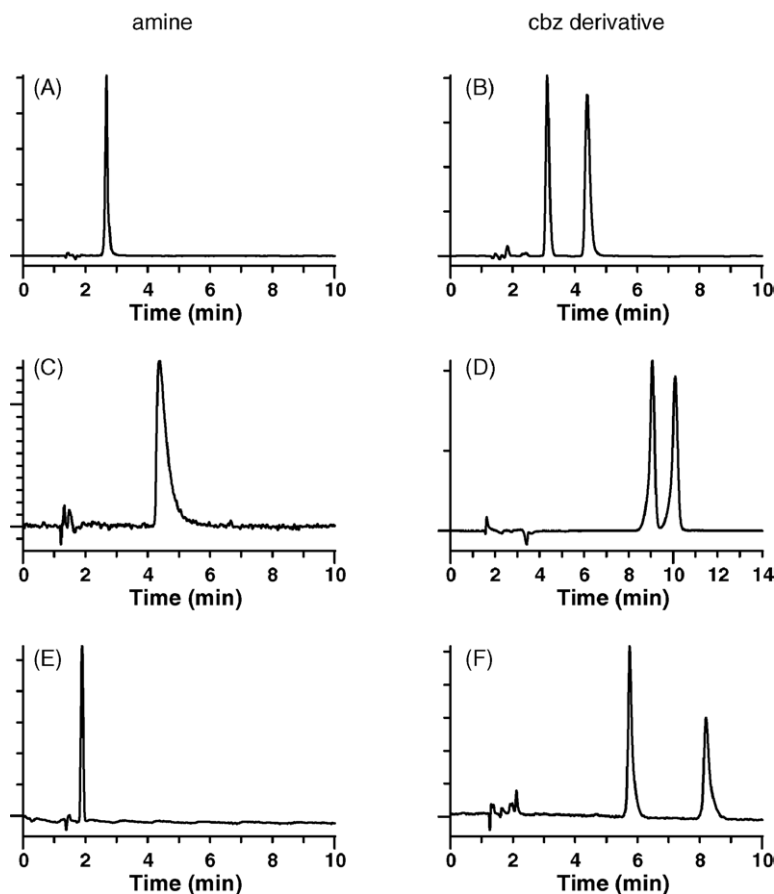 amine cbz derivative
(A) (B)
0 2 4 6 8 10 0 2 4 6 8 10
Time (min) Time (min)
(C) (D)
0 2 4 6 8 10 0 2 4 6 8 10 12 14
Time (min) Time (min)
(E) (F)
0 2 4 6 8 10 0 2 4 6 8 10
Time (min) Time (min)